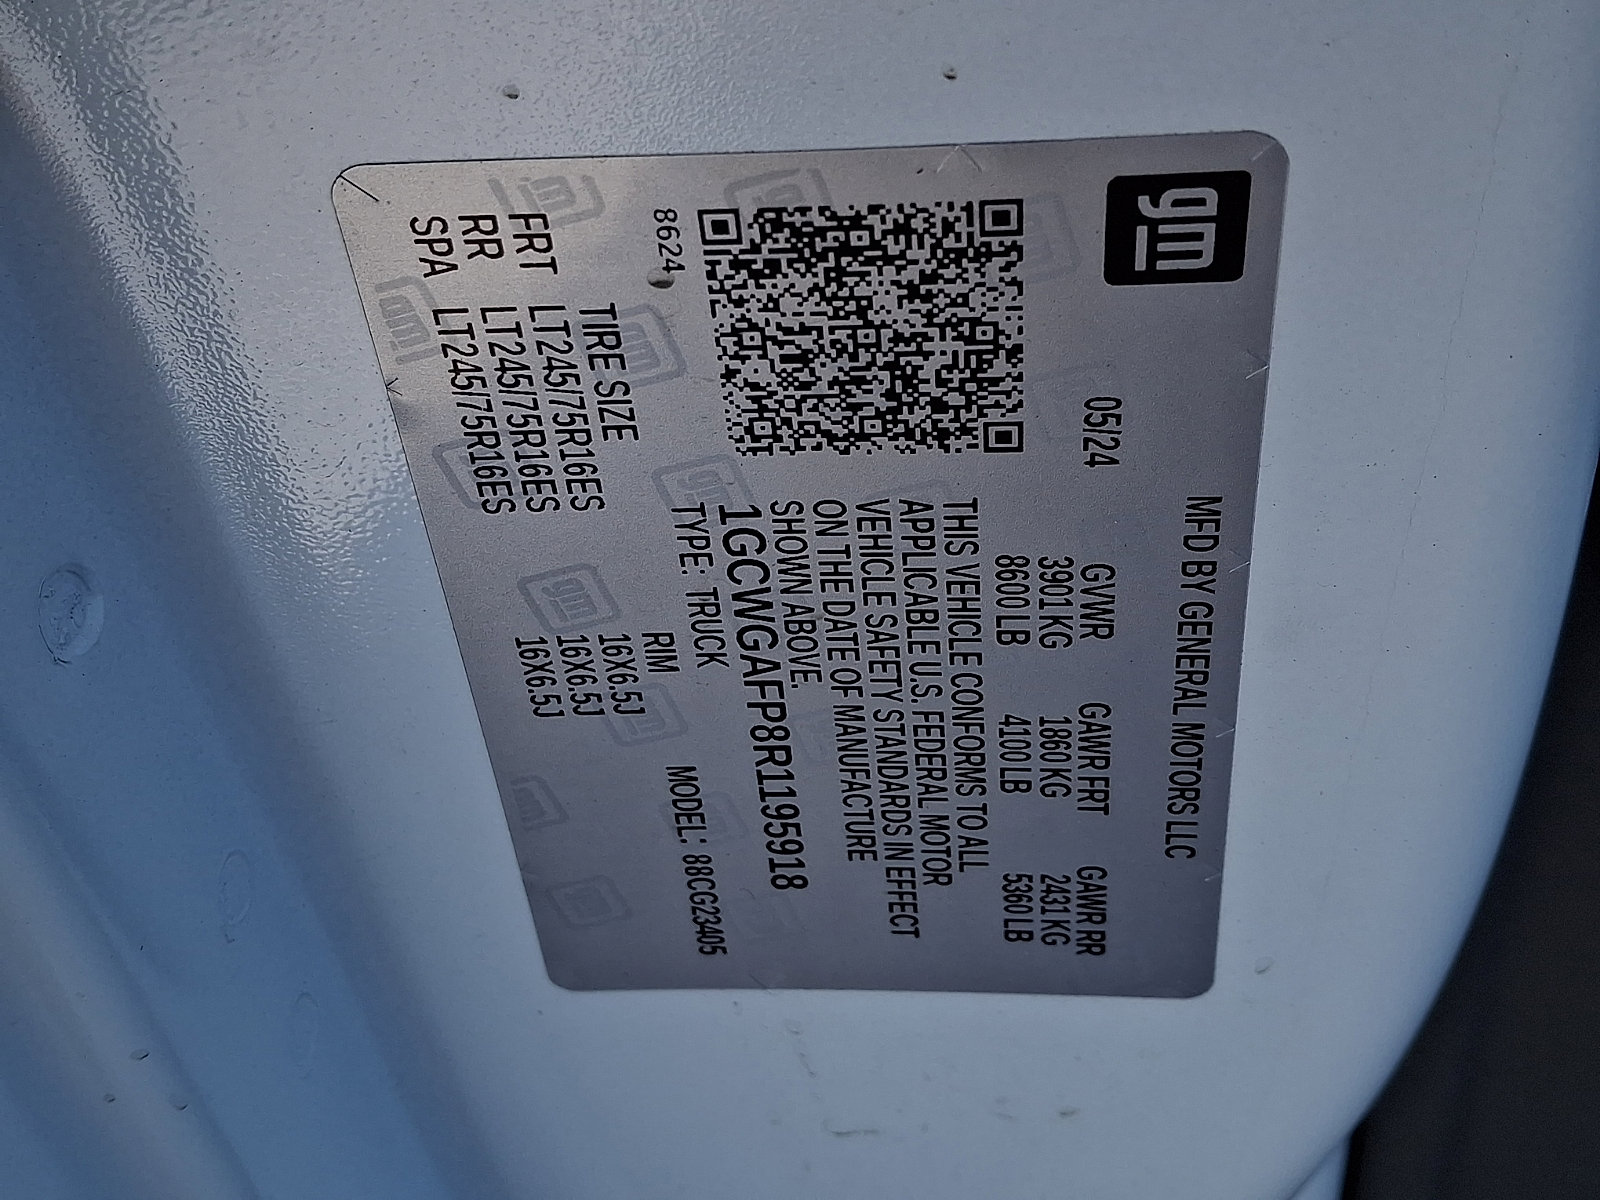 gm
MFD BY GENERAL MOTORS LLC
05/24
GVWR GAWR FRT GAWR RR
3901 KG 1860 KG 2431 KG
8600 LB 4100 LB 5360 LB
THIS VEHICLE CONFORMS TO ALL
APPLICABLE U.S. FEDERAL MOTOR
VEHICLE SAFETY STANDARDS IN EFFECT
ON THE DATE OF MANUFACTURE
SHOWN ABOVE.
1GCWGAFP8R1195918
8624 TYPE: TRUCK MODEL: 88CG23405
TIRE SIZE RIM
FRT LT245/75R16ES 16X6.5J
RR LT245/75R16ES 16X6.5J
SPA LT245/75R16ES 16X6.5J